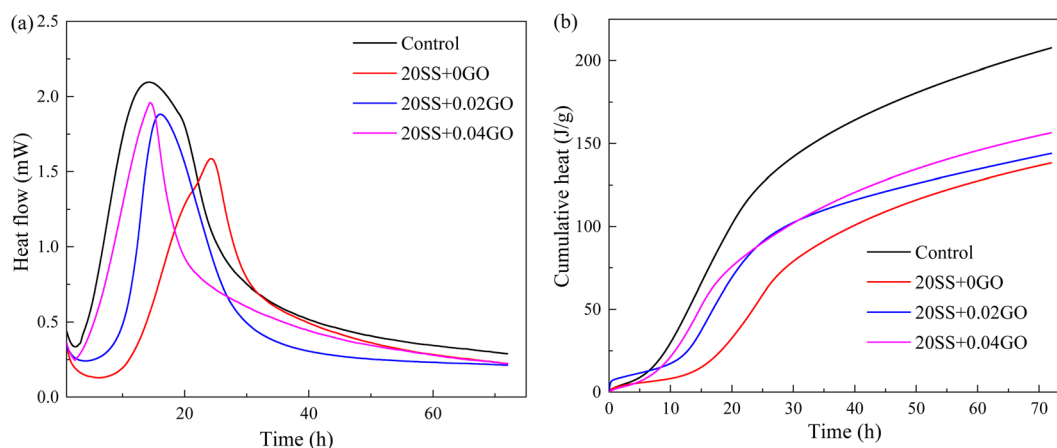 (a)
2.5
2.0
1.5
1.0
0.5
0.0
Heat flow (mW)
Control
20SS+0GO
20SS+0.02GO
20SS+0.04GO
20
40
60
Time (h)
(b)
200
150
100
50
0
Cumulative heat (J/g)
Control
20SS+0GO
20SS+0.02GO
20SS+0.04GO
0 10 20 30 40 50 60 70
Time (h)